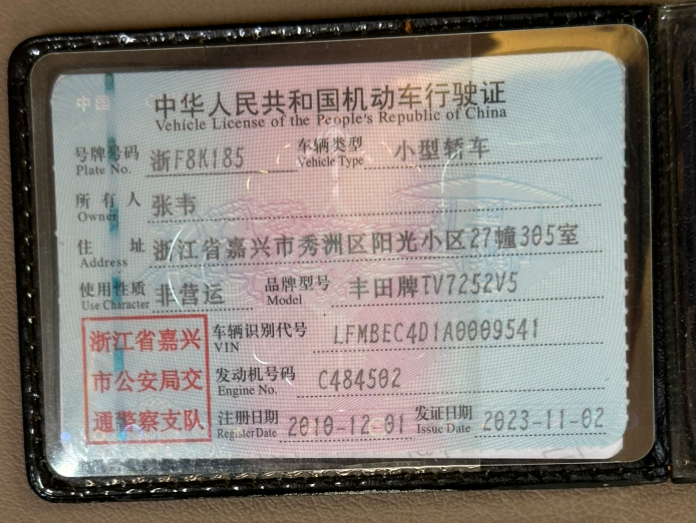 中国
中华人民共和国机动车行驶证
Vehicle License of the People's Republic of China
号牌号码 浙F8K185 车辆类型 小型轿车
Plate No. Vehicle Type
所有人 张韦
Owner
住址 浙江省嘉兴市秀洲区阳光小区27幢305室
Address
使用性质 非营运 品牌型号 丰田牌TV7252V5
Use Character Model
浙江省嘉兴 车辆识别代号 LFMBEC4D1A0009541
VIN
市公安局交 发动机号码 C484502
Engine No.
通警察支队 注册日期 2010-12-01 发证日期 2023-11-02
Register Date Issue Date